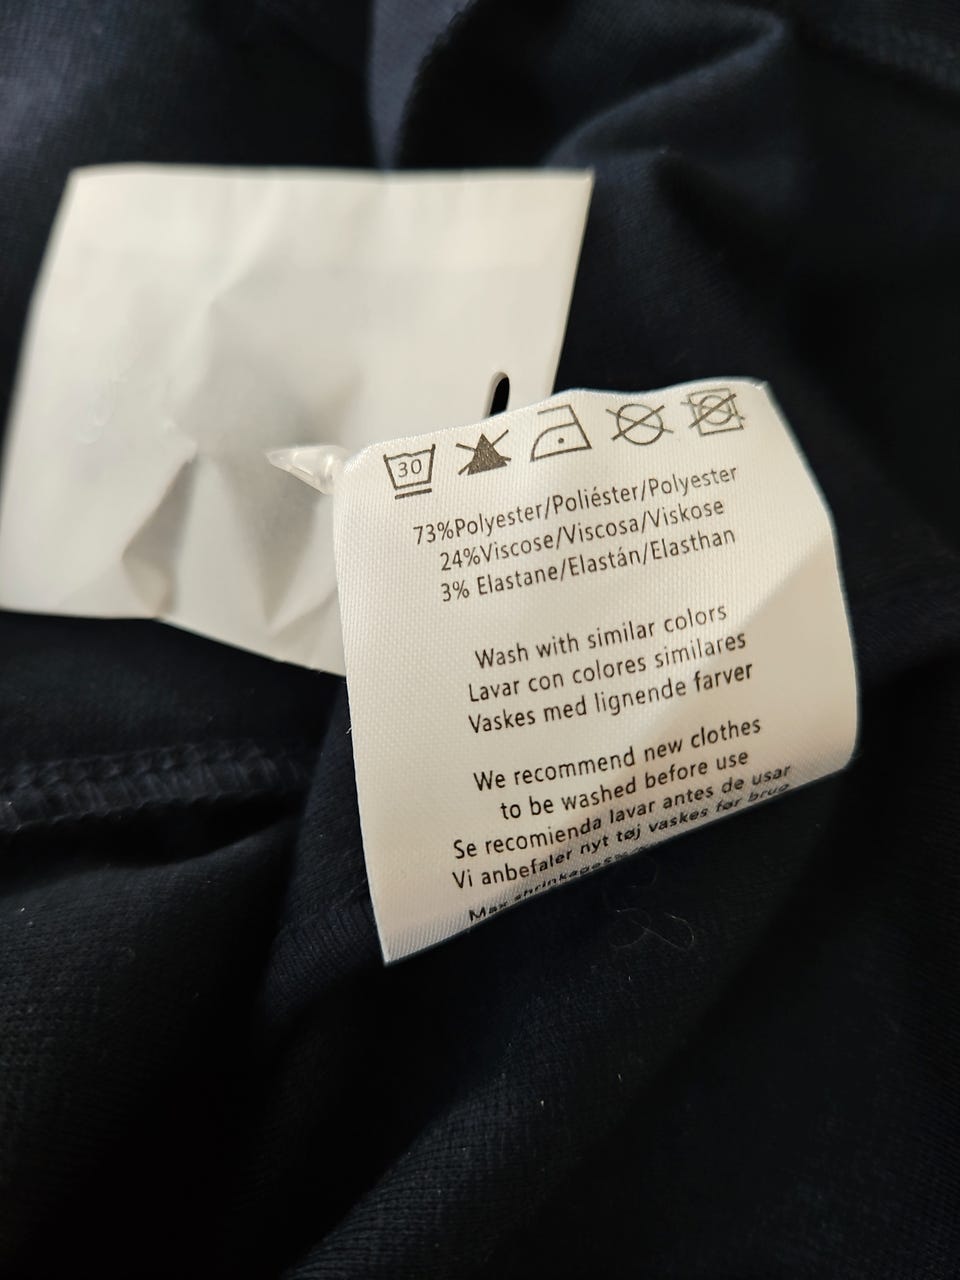 30
73%Polyester/Poliéster/Polyester
24%Viscose/Viscosa/Viskose
3% Elastane/Elastán/Elasthan
Wash with similar colors
Lavar con colores similares
Vaskes med lignende farver
We recommend new clothes
to be washed before use
Se recomienda lavar antes de usar
Vi anbefaler nyt tøj vaskes før brug
Max shrinkage